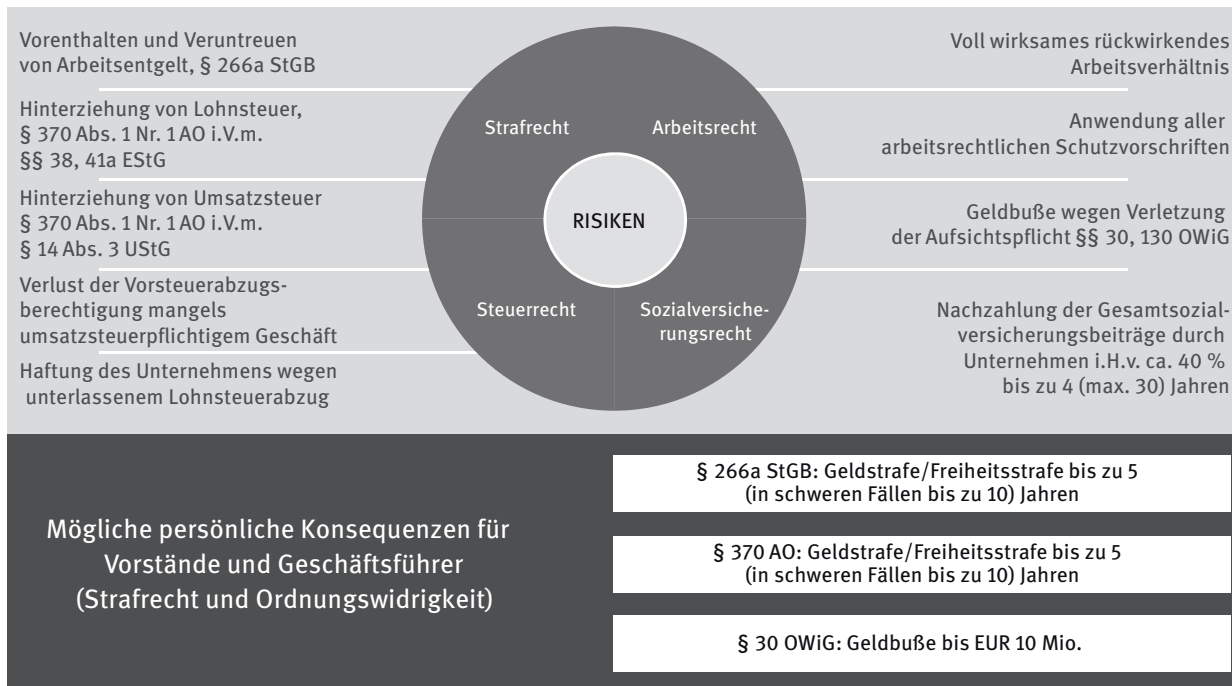 Vorenthalten und Veruntreuen
von Arbeitsentgelt, § 266a StGB
Hinterziehung von Lohnsteuer,
§ 370 Abs. 1 Nr. 1 AO i.V.m.
§§ 38, 41a EStG
Hinterziehung von Umsatzsteuer
§ 370 Abs. 1 Nr. 1 AO i.V.m.
§ 14 Abs. 3 UStG
Verlust der Vorsteuerabzugs-
berechtigung mangels
umsatzsteuerpflichtigem Geschäft
Haftung des Unternehmens wegen
unterlassenem Lohnsteuerabzug
Strafrecht
Arbeitsrecht
RISIKEN
Steuerrecht
Sozialversiche-
rungsrecht
Voll wirksames rückwirkendes
Arbeitsverhältnis
Anwendung aller
arbeitsrechtlichen Schutzvorschriften
Geldbuße wegen Verletzung
der Aufsichtspflicht §§ 30, 130 OWiG
Nachzahlung der Gesamtsozial-
versicherungsbeiträge durch
Unternehmen i.H.v. ca. 40 %
bis zu 4 (max. 30) Jahren
Mögliche persönliche Konsequenzen für
Vorstände und Geschäftsführer
(Strafrecht und Ordnungswidrigkeit)
§ 266a StGB: Geldstrafe/Freiheitsstrafe bis zu 5
(in schweren Fällen bis zu 10) Jahren
§ 370 AO: Geldstrafe/Freiheitsstrafe bis zu 5
(in schweren Fällen bis zu 10) Jahren
§ 30 OWiG: Geldbuße bis EUR 10 Mio.